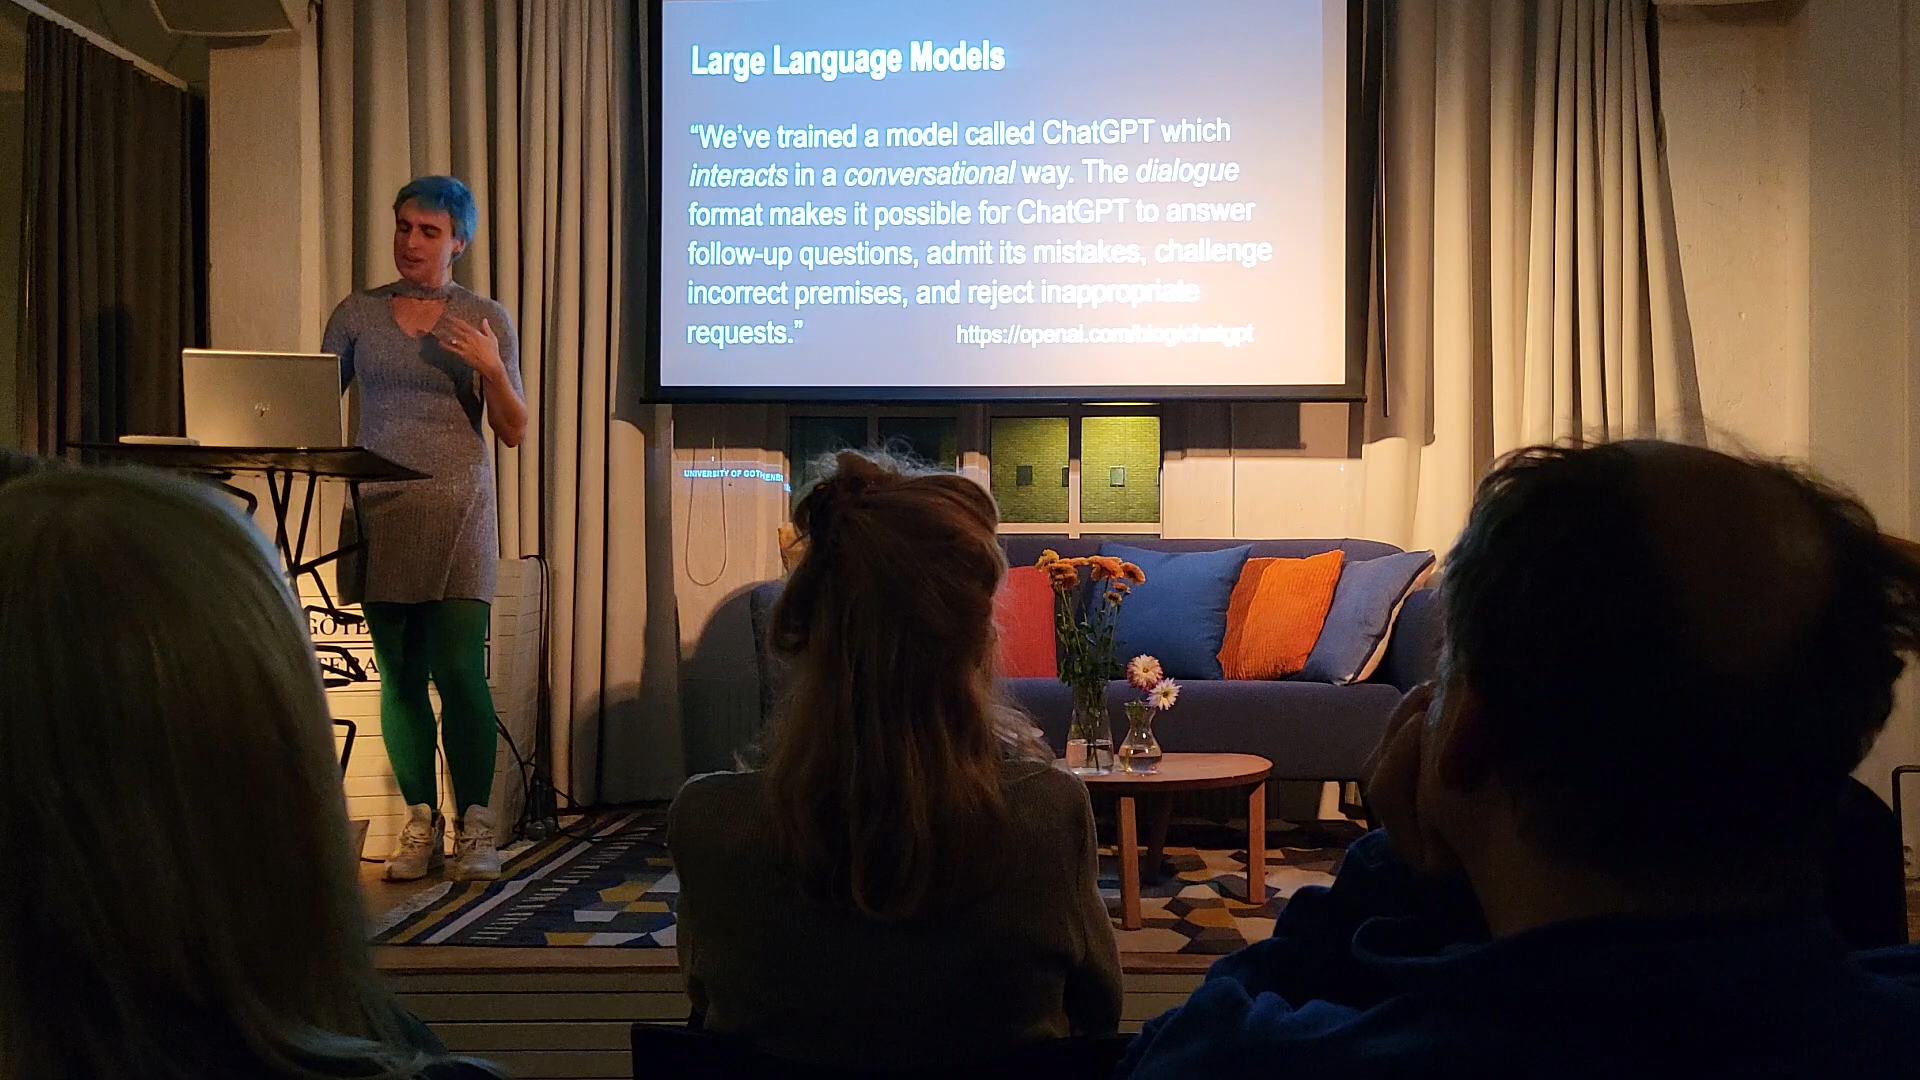 Large Language Models
“We’ve trained a model called ChatGPT which
interacts in a conversational way. The dialogue
format makes it possible for ChatGPT to answer
follow-up questions, admit its mistakes, challenge
incorrect premises, and reject inappropriate
requests.”
https://openai.com/blog/chatgpt
UNIVERSITY OF
GÖTE
TERA